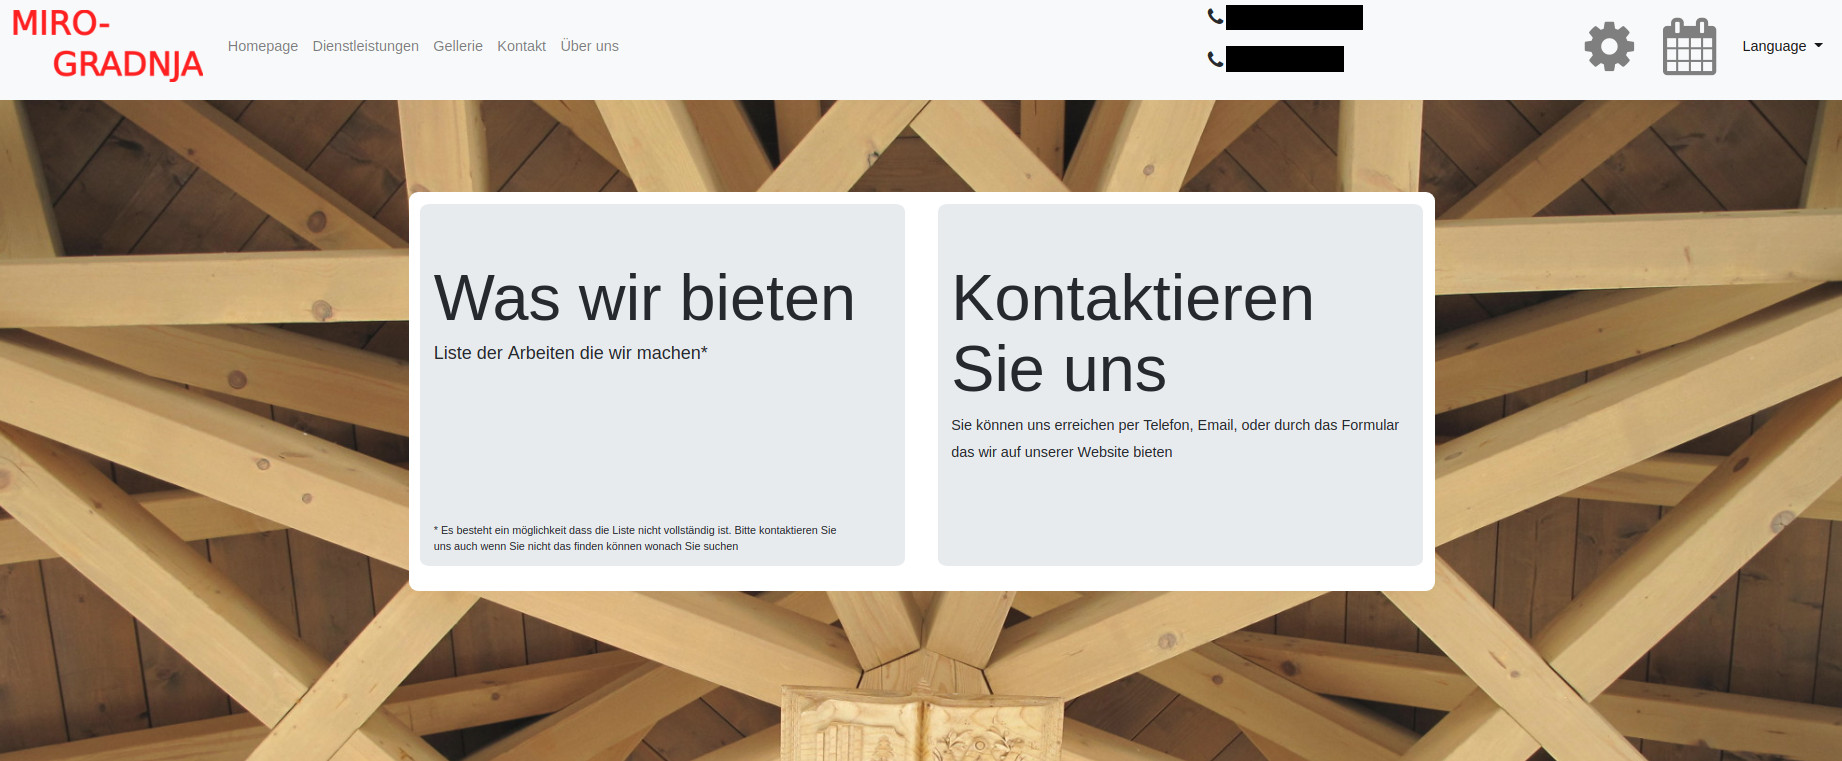 MIRO-
GRADNJA
Homepage Dienstleistungen Gellerie Kontakt Über uns
Language
Was wir bieten
Liste der Arbeiten die wir machen*
* Es besteht ein möglichkeit dass die Liste nicht vollständig ist. Bitte kontaktieren Sie
uns auch wenn Sie nicht das finden können wonach Sie suchen
Kontaktieren
Sie uns
Sie können uns erreichen per Telefon, Email, oder durch das Formular
das wir auf unserer Website bieten